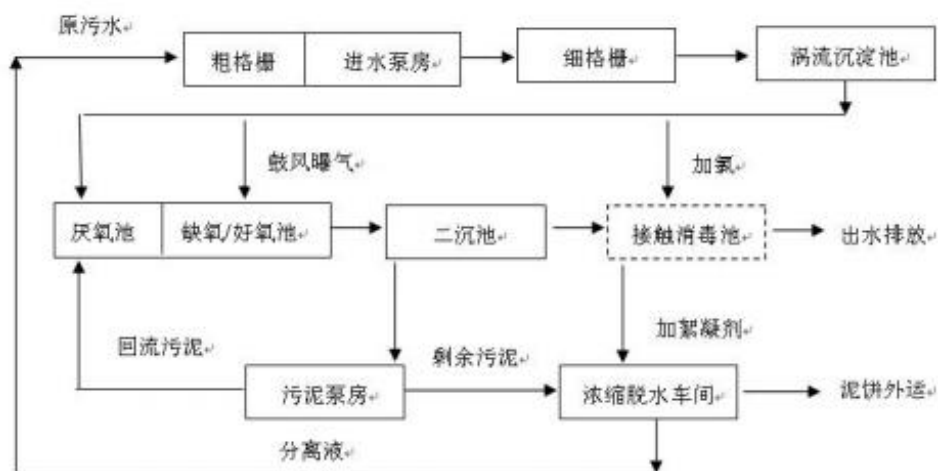 原污水
粗格栅
进水泵房
细格栅
涡流沉淀池
鼓风曝气
加氯
厌氧池
缺氧/好氧池
二沉池
接触消毒池
出水排放
回流污泥
剩余污泥
加絮凝剂
污泥泵房
浓缩脱水车间
泥饼外运
分离液